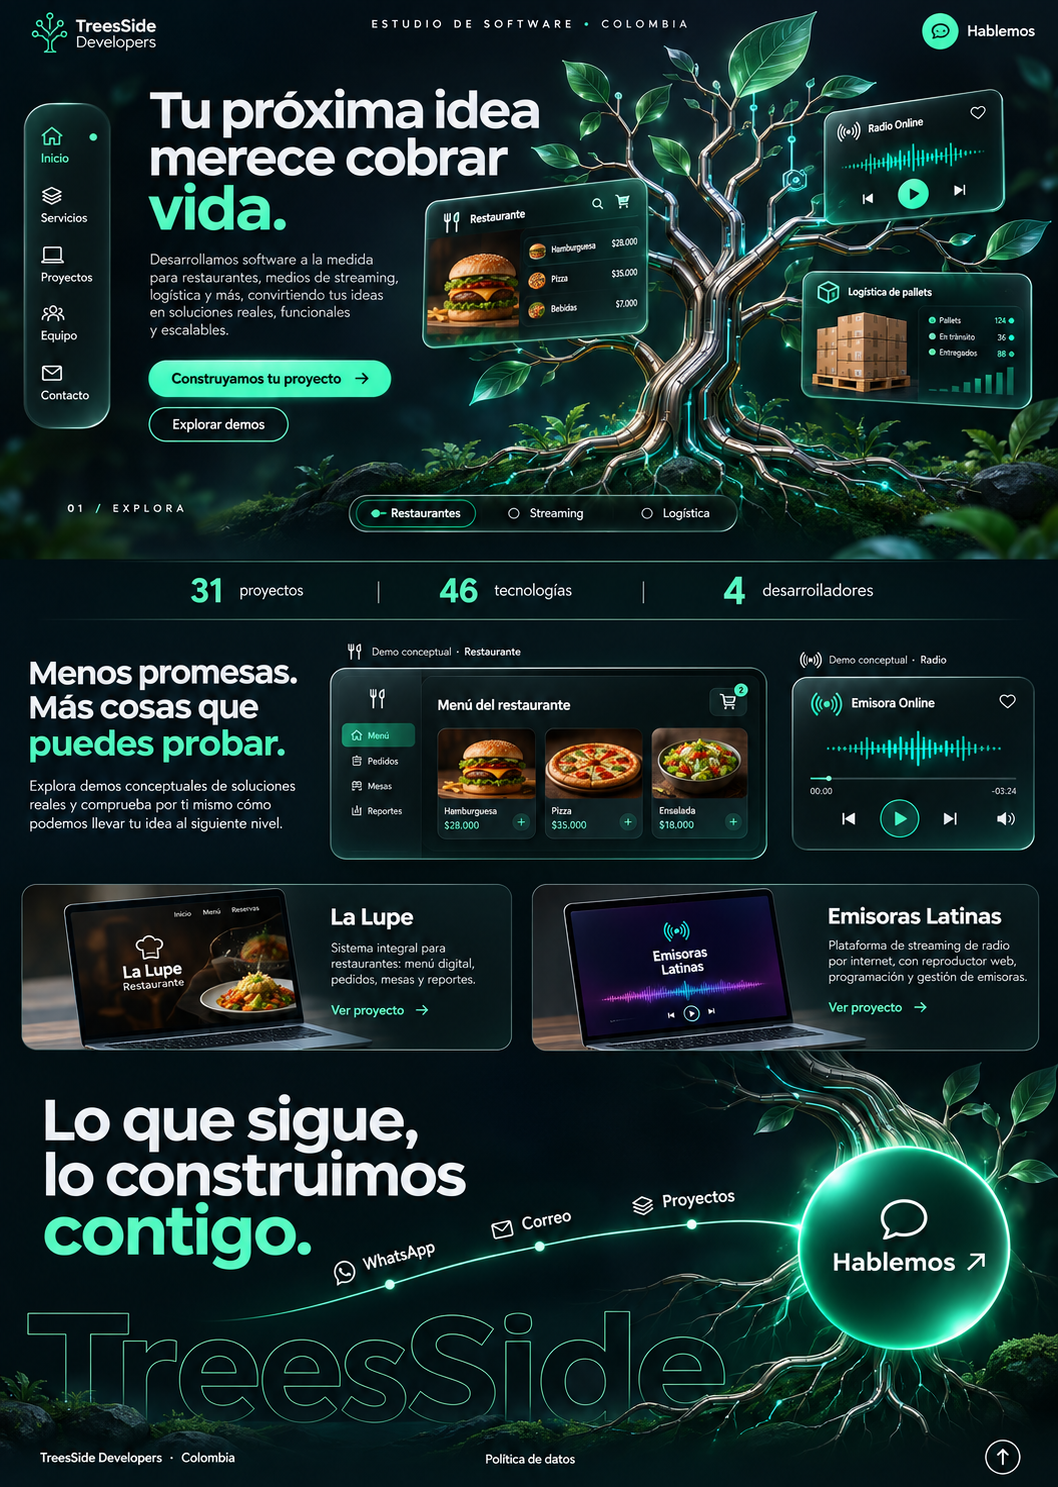 TreesSide
Developers
ESTUDIO DE SOFTWARE • COLOMBIA
Hablemos
Inicio
Servicios
Proyectos
Equipo
Contacto
Tu próxima idea
merece cobrar
vida.
Desarrollamos software a la medida
para restaurantes, medios de streaming,
logística y más, convirtiendo tus ideas
en soluciones reales, funcionales
y escalables.
Construyamos tu proyecto →
Explorar demos
Restaurante
Hamburguesa $28.000
Pizza $35.000
Bebidas $7.000
Radio Online
Logística de pallets
Pallets 124
En tránsito 36
Entregados 88
01 / EXPLORA
Restaurantes
Streaming
Logística
31 proyectos
46 tecnologías
4 desarrolladores
Menos promesas.
Más cosas que
puedes probar.
Explora demos conceptuales de soluciones
reales y comprueba por ti mismo cómo
podemos llevar tu idea al siguiente nivel.
Demo conceptual · Restaurante
Menú
Pedidos
Mesas
Reportes
Menú del restaurante
2
Hamburguesa
$28.000
+
Pizza
$35.000
+
Ensalada
$18.000
+
Demo conceptual · Radio
Emisora Online
00:00
-03:24
Inicio Menú Reservas
La Lupe
Restaurante
La Lupe
Sistema integral para
restaurantes: menú digital,
pedidos, mesas y reportes.
Ver proyecto →
Emisoras
Latinas
Emisoras Latinas
Plataforma de streaming de radio
por internet, con reproductor web,
programación y gestión de emisoras.
Ver proyecto →
Lo que sigue,
lo construimos
contigo.
WhatsApp
Correo
Proyectos
Hablemos ↗
TreesSide
TreesSide Developers · Colombia
Política de datos